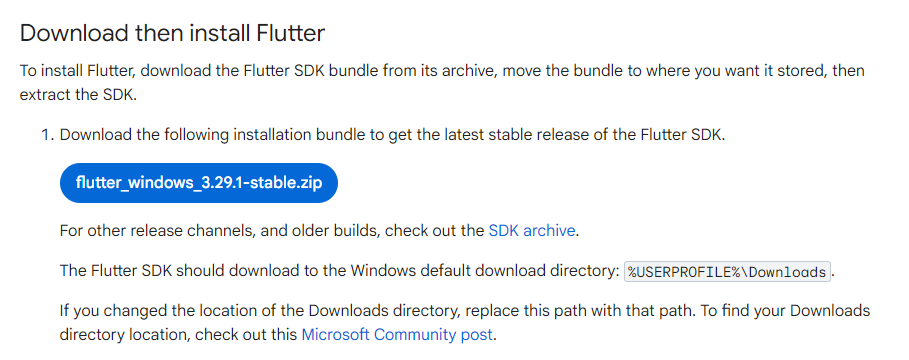 Download then install Flutter
To install Flutter, download the Flutter SDK bundle from its archive, move the bundle to where you want it stored, then
extract the SDK.
1. Download the following installation bundle to get the latest stable release of the Flutter SDK.
flutter_windows_3.29.1-stable.zip
For other release channels, and older builds, check out the SDK archive.
The Flutter SDK should download to the Windows default download directory: %USERPROFILE%\Downloads.
If you changed the location of the Downloads directory, replace this path with that path. To find your Downloads
directory location, check out this Microsoft Community post.